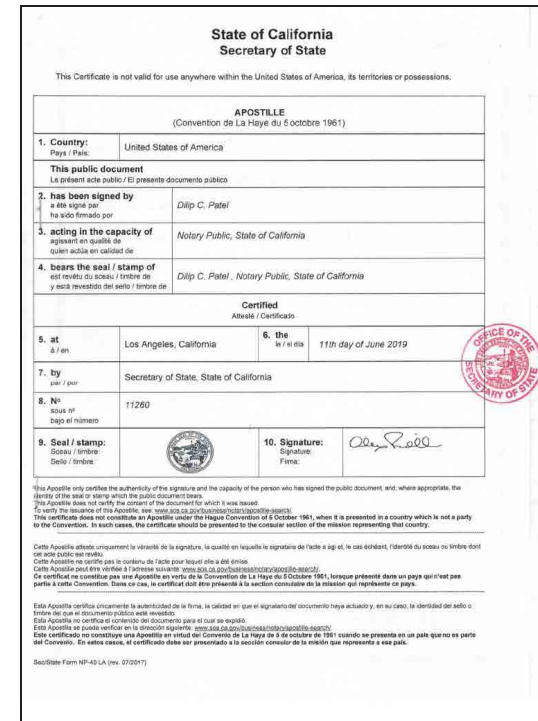 State of California
Secretary of State
This Certificate is not valid for use anywhere within the United States of America, its territories or possessions.
APOSTILLE
(Convention de La Haye du 5 octobre 1961)
1. Country:
Pays / País:
United States of America
This public document
Le présent acte public / El presente documento público
2. has been signed by
a été signé par
ha sido firmado por
Dilip C. Patel
3. acting in the capacity of
agissant en qualité de
quien actúa en calidad de
Notary Public, State of California
4. bears the seal / stamp of
est revêtu du sceau / timbre de
y está revestido del sello / timbre de
Dilip C. Patel , Notary Public, State of California
Certified
Attesté / Certificado
5. at
à / en
Los Angeles, California
6. the
le / el día
11th day of June 2019
7. by
par / por
Secretary of State, State of California
8. Nº
sous nº
bajo el número
11260
9. Seal / stamp:
Sceau / timbre:
Sello / timbre:
10. Signature:
Signature:
Firma:
OFFICE OF THE
SECRETARY OF STATE
This Apostille only certifies the authenticity of the signature and the capacity of the person who has signed the public document, and, where appropriate, the
identity of the seal or stamp which the public document bears.
This Apostille does not certify the content of the document for which it was issued.
To verify the issuance of this Apostille, see: www.sos.ca.gov/business/notary/apostille-search/.
This certificate does not constitute an Apostille under the Hague Convention of 5 October 1961, when it is presented in a country which is not a party
to the Convention. In such cases, the certificate should be presented to the consular section of the mission representing that country.
Cette Apostille atteste uniquement la véracité de la signature, la qualité en laquelle le signataire de l'acte a agi et, le cas échéant, l'identité du sceau ou timbre dont
cet acte public est revêtu.
Cette Apostille ne certifie pas le contenu de l'acte pour lequel elle a été émise.
Cette Apostille peut être vérifiée à l'adresse suivante: www.sos.ca.gov/business/notary/apostille-search/.
Ce certificat ne constitue pas une Apostille en vertu de la Convention de La Haye du 5 Octobre 1961, lorsque présenté dans un pays qui n'est pas
partie à cette Convention. Dans ce cas, le certificat doit être présenté à la section consulaire de la mission qui représente ce pays.
Esta Apostilla certifica únicamente la autenticidad de la firma, la calidad en que el signatario del documento haya actuado y, en su caso, la identidad del sello o
timbre del que el documento público esté revestido.
Esta Apostilla no certifica el contenido del documento para el cual se expidió.
Esta Apostilla se puede verificar en la dirección siguiente: www.sos.ca.gov/business/notary/apostille-search/.
Este certificado no constituye una Apostilla en virtud del Convenio de La Haya de 5 de octubre de 1961 cuando se presenta en un país que no es parte
del Convenio. En estos casos, el certificado debe ser presentado a la sección consular de la misión que representa a ese país.
Sec/State Form NP-40 LA (rev. 07/2017)